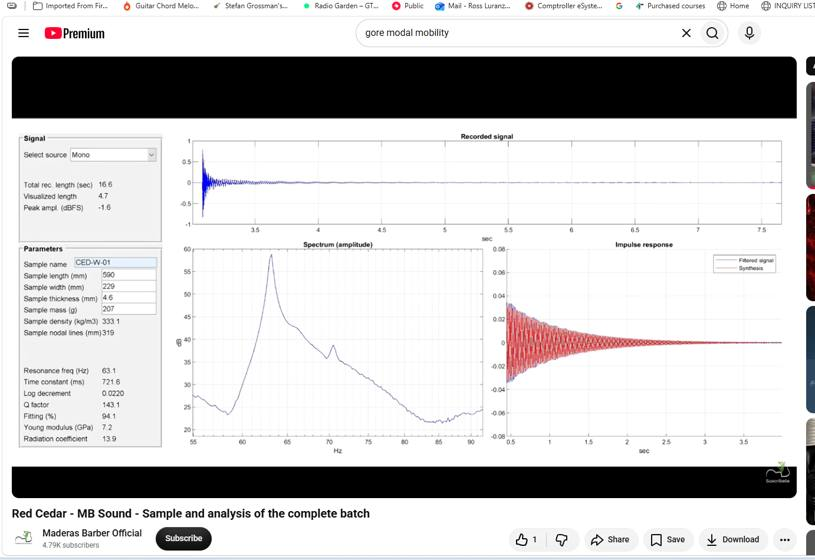 Imported From Fir...
Guitar Chord Melo...
Stefan Grossman's...
Radio Garden – GT...
Public
Mail - Ross Luranz...
Comptroller eSyste...
Purchased courses
Home
INQUIRY LIST
Premium
gore modal mobility
Signal
Select source Mono
Total rec. length (sec) 16.6
Visualized length 4.7
Peak ampl. (dBFS) -1.6
Recorded signal
1
0.5
0
-0.5
-1
3.5 4 4.5 5 5.5 6 6.5 7 7.5
sec
Parameters
Sample name CED-W-01
Sample length (mm) 590
Sample width (mm) 229
Sample thickness (mm) 4.6
Sample mass (g) 207
Sample density (kg/m3) 333.1
Sample nodal lines (mm) 319
Resonance freq (Hz) 63.1
Time constant (ms) 721.6
Log decrement 0.0220
Q factor 143.1
Fitting (%) 94.1
Young modulus (GPa) 7.2
Radiation coefficient 13.9
Spectrum (amplitude)
60
55
50
45
40
35
30
25
20
dB
55 60 65 70 75 80 85 90
Hz
Impulse response
Filtered signal
Synthesis
0.08
0.06
0.04
0.02
0
-0.02
-0.04
-0.06
-0.08
0.5 1 1.5 2 2.5 3 3.5
sec
Suscríbete
Red Cedar - MB Sound - Sample and analysis of the complete batch
Maderas Barber Official
4.79K subscribers
Subscribe
1
Share
Save
Download